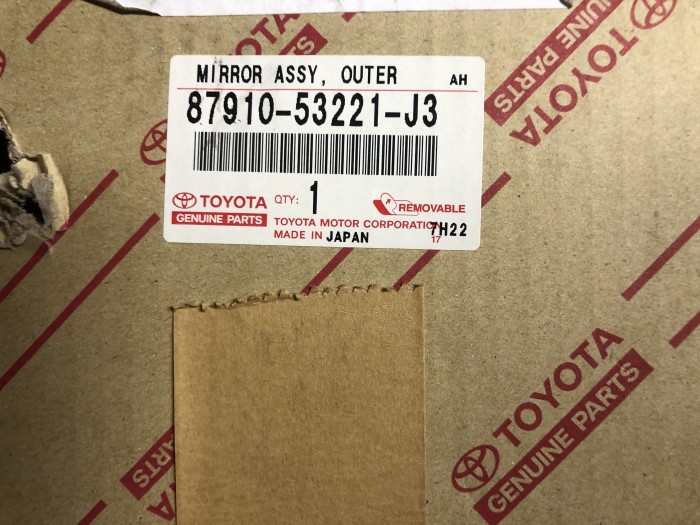 MIRROR ASSY, OUTER AH
87910-53221-J3
TOYOTA QTY: 1 REMOVABLE
GENUINE PARTS TOYOTA MOTOR CORPORATION
MADE IN JAPAN 7H22
17
TOYOTA
GENUINE PARTS
TOYOTA
GENUINE PARTS
TOYOTA
GENUINE PARTS